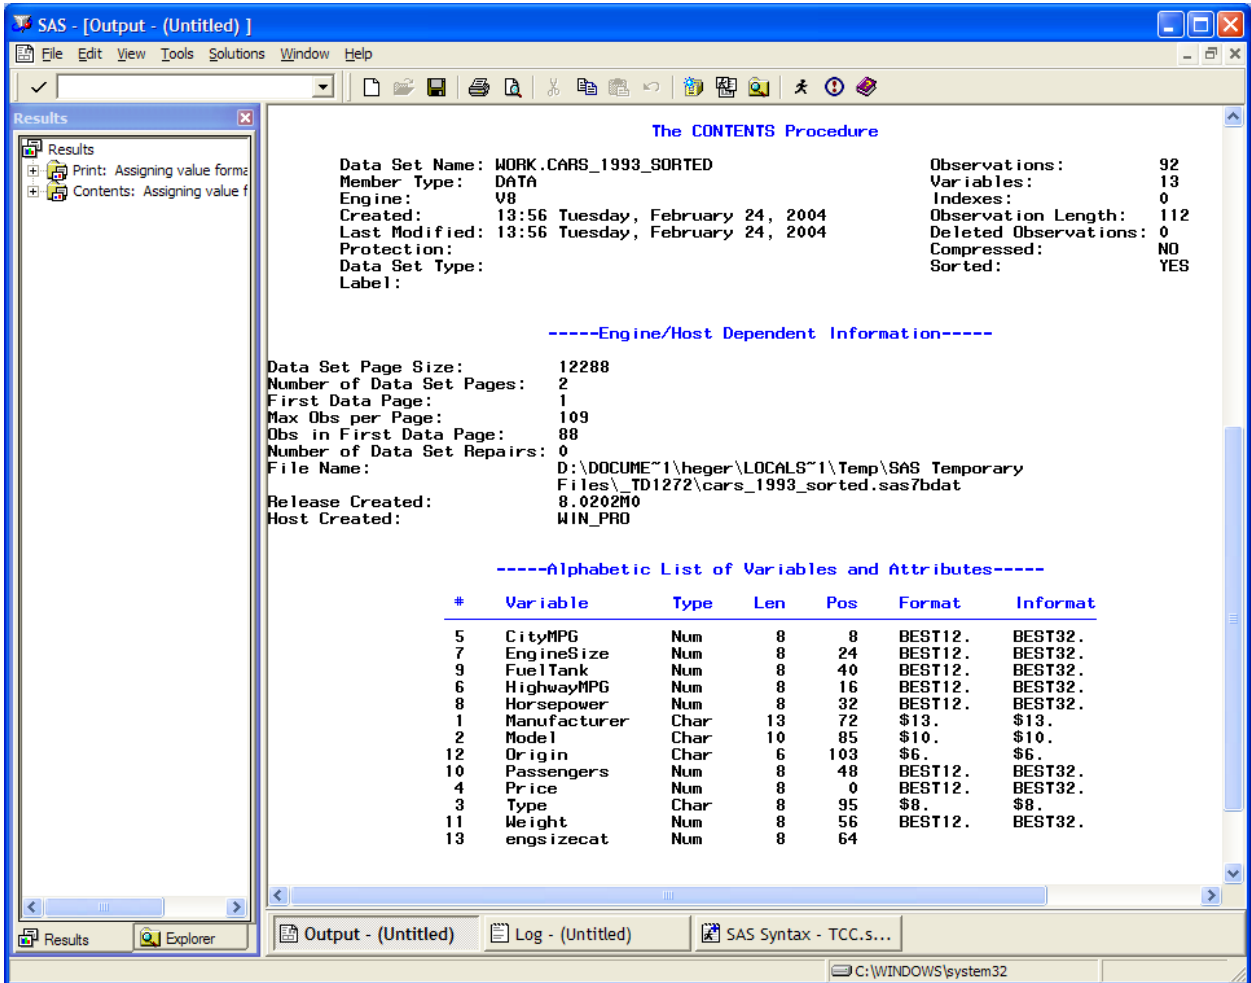 SAS - [Output - (Untitled) ]
File Edit View Tools Solutions Window Help
Results
Results
Print: Assigning value forma
Contents: Assigning value f
The CONTENTS Procedure
Data Set Name: WORK.CARS_1993_SORTED Observations: 92
Member Type: DATA Variables: 13
Engine: V8 Indexes: 0
Created: 13:56 Tuesday, February 24, 2004 Observation Length: 112
Last Modified: 13:56 Tuesday, February 24, 2004 Deleted Observations: 0
Protection: Compressed: NO
Data Set Type: Sorted: YES
Label:
-----Engine/Host Dependent Information-----
Data Set Page Size: 12288
Number of Data Set Pages: 2
First Data Page: 1
Max Obs per Page: 109
Obs in First Data Page: 88
Number of Data Set Repairs: 0
File Name: D:\DOCUME~1\heger\LOCALS~1\Temp\SAS Temporary
Files\_TD1272\cars_1993_sorted.sas7bdat
Release Created: 8.0202M0
Host Created: WIN_PRO
-----Alphabetic List of Variables and Attributes-----
# Variable Type Len Pos Format Informat
5 CityMPG Num 8 8 BEST12. BEST32.
7 EngineSize Num 8 24 BEST12. BEST32.
9 FuelTank Num 8 40 BEST12. BEST32.
6 HighwayMPG Num 8 16 BEST12. BEST32.
8 Horsepower Num 8 32 BEST12. BEST32.
1 Manufacturer Char 13 72 $13. $13.
2 Model Char 10 85 $10. $10.
12 Origin Char 6 103 $6. $6.
10 Passengers Num 8 48 BEST12. BEST32.
4 Price Num 8 0 BEST12. BEST32.
3 Type Char 8 95 $8. $8.
11 Weight Num 8 56 BEST12. BEST32.
13 engsizecat Num 8 64
Results Explorer
Output - (Untitled) Log - (Untitled) SAS Syntax - TCC.s...
C:\WINDOWS\system32